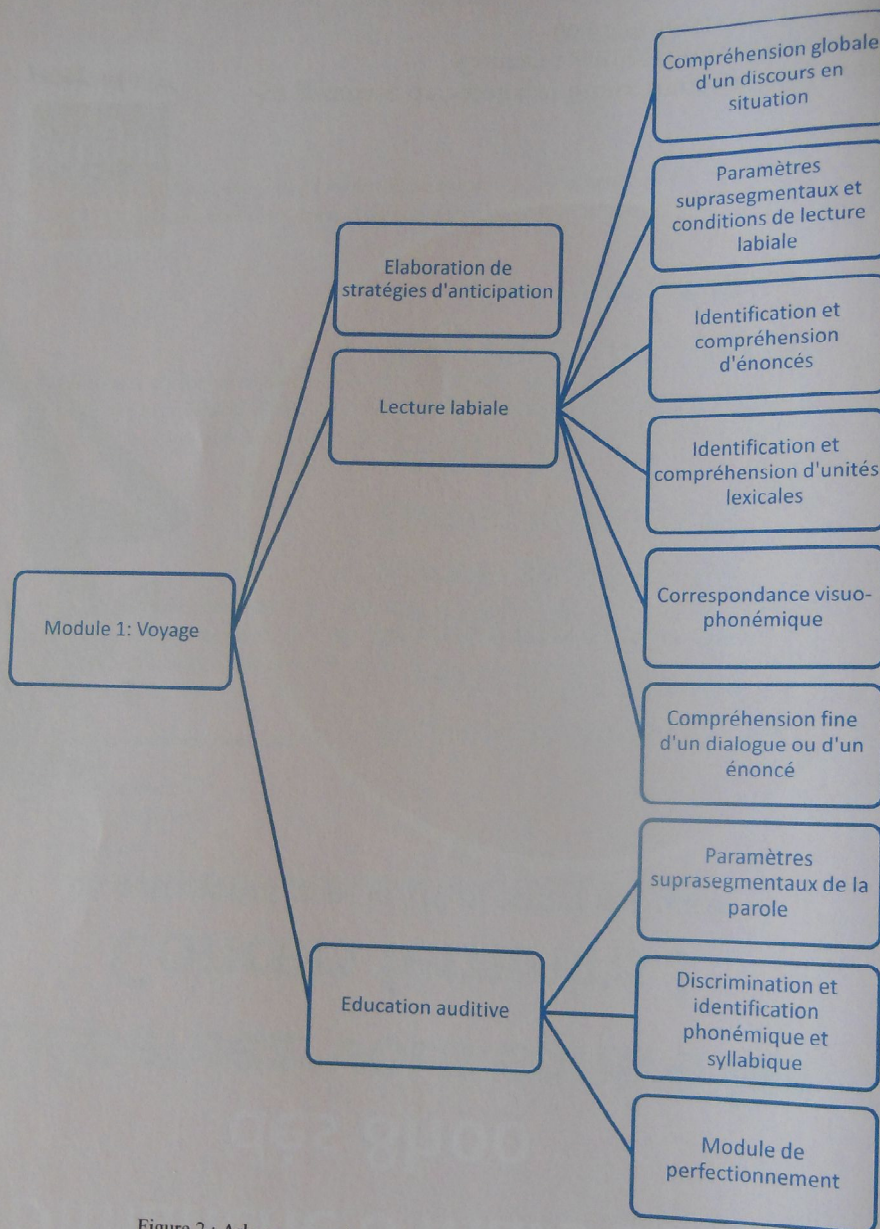 Compréhension globale
d'un discours en
situation
Paramètres
suprasegmentaux et
conditions de lecture
labiale
Elaboration de
stratégies d'anticipation
Identification et
compréhension
d'énoncés
Lecture labiale
Identification et
compréhension d'unités
lexicales
Correspondance visuo-
phonémique
Module 1: Voyage
Compréhension fine
d'un dialogue ou d'un
énoncé
Paramètres
suprasegmentaux de la
parole
Education auditive
Discrimination et
identification
phonémique et
syllabique
Module de
perfectionnement
Figure 2 :